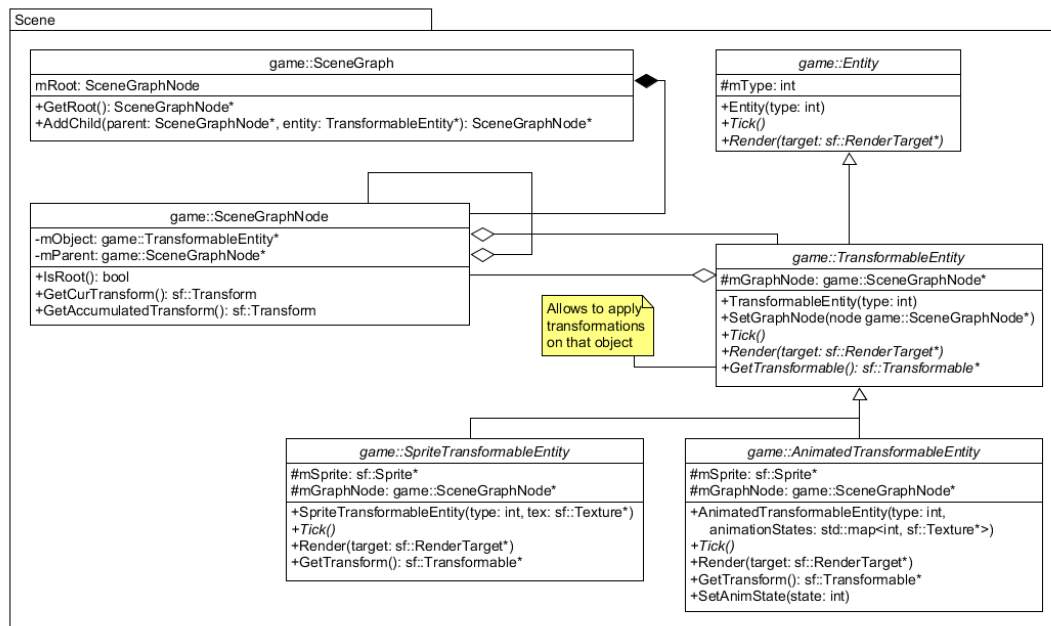 Scene
game::SceneGraph
mRoot: SceneGraphNode
+GetRoot(): SceneGraphNode*
+AddChild(parent: SceneGraphNode*, entity: TransformableEntity*): SceneGraphNode*
game::Entity
#mType: int
+Entity(type: int)
+Tick()
+Render(target: sf::RenderTarget*)
game::SceneGraphNode
-mObject: game::TransformableEntity*
-mParent: game::SceneGraphNode*
+IsRoot(): bool
+GetCurTransform(): sf::Transform
+GetAccumulatedTransform(): sf::Transform
game::TransformableEntity
#mGraphNode: game::SceneGraphNode*
+TransformableEntity(type: int)
+SetGraphNode(node game::SceneGraphNode*)
+Tick()
+Render(target: sf::RenderTarget*)
+GetTransformable(): sf::Transformable*
Allows to apply
transformations
on that object
game::SpriteTransformableEntity
#mSprite: sf::Sprite*
#mGraphNode: game::SceneGraphNode*
+SpriteTransformableEntity(type: int, tex: sf::Texture*)
+Tick()
+Render(target: sf::RenderTarget*)
+GetTransform(): sf::Transformable*
game::AnimatedTransformableEntity
#mSprite: sf::Sprite*
#mGraphNode: game::SceneGraphNode*
+AnimatedTransformableEntity(type: int,
animationStates: std::map<int, sf::Texture*>)
+Tick()
+Render(target: sf::RenderTarget*)
+GetTransform(): sf::Transformable*
+SetAnimState(state: int)